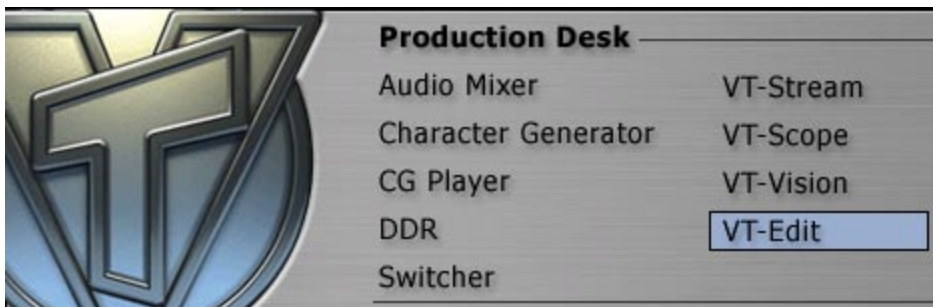 Production Desk
Audio Mixer
Character Generator
CG Player
DDR
Switcher
VT-Stream
VT-Scope
VT-Vision
VT-Edit